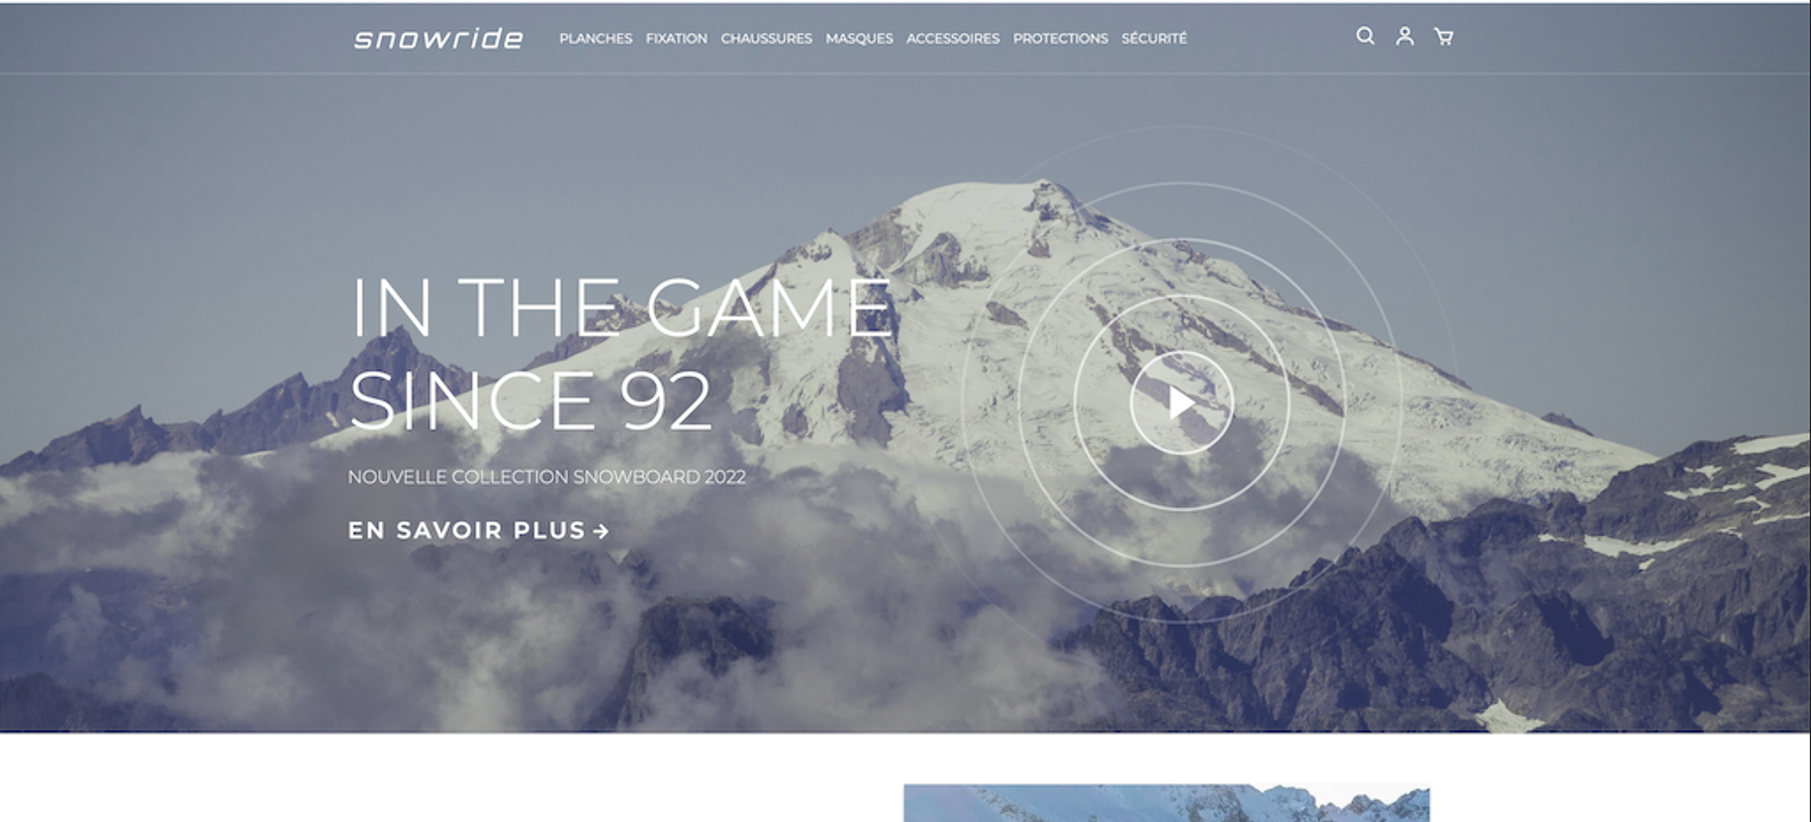 snowride
PLANCHES FIXATION CHAUSSURES MASQUES ACCESSOIRES PROTECTIONS SÉCURITÉ
IN THE GAME
SINCE 92
NOUVELLE COLLECTION SNOWBOARD 2022
EN SAVOIR PLUS →